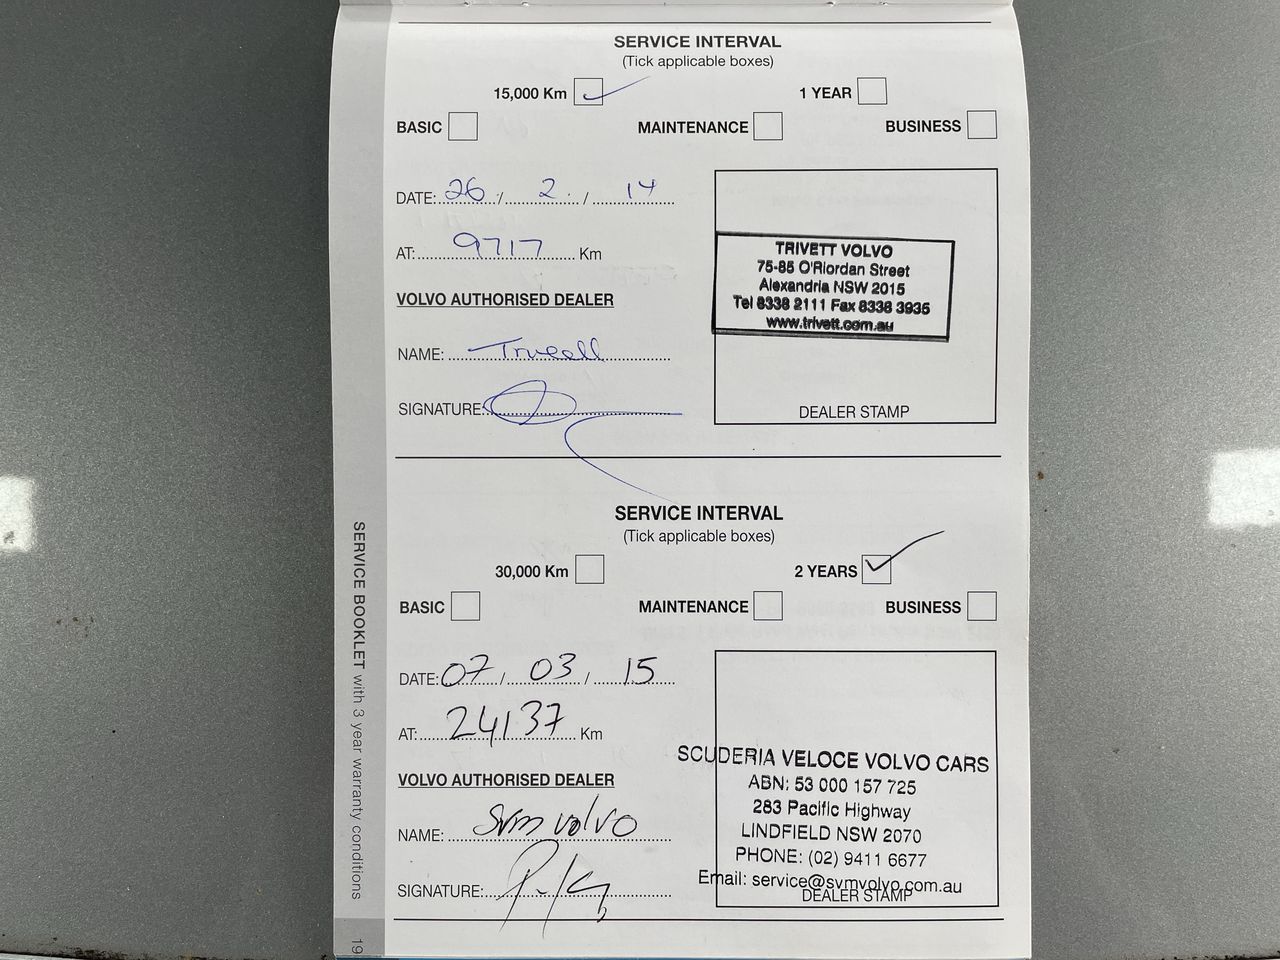 SERVICE INTERVAL
(Tick applicable boxes)
15,000 Km 1 YEAR
BASIC MAINTENANCE BUSINESS
DATE: 26 / 2 / 14
AT: 9717 Km
VOLVO AUTHORISED DEALER
NAME:
SIGNATURE:
TRIVETT VOLVO
75-85 O'Riordan Street
Alexandria NSW 2015
Tel 8338 2111 Fax 8338 3935
www.trivett.com.au
DEALER STAMP
SERVICE INTERVAL
(Tick applicable boxes)
30,000 Km 2 YEARS
BASIC MAINTENANCE BUSINESS
DATE: 07 / 03 / 15
AT: 24137 Km
VOLVO AUTHORISED DEALER
NAME: SVM Volvo
SIGNATURE:
SCUDERIA VELOCE VOLVO CARS
ABN: 53 000 157 725
283 Pacific Highway
LINDFIELD NSW 2070
PHONE: (02) 9411 6677
Email: service@svmvolvo.com.au
DEALER STAMP
SERVICE BOOKLET with 3 year warranty conditions
19